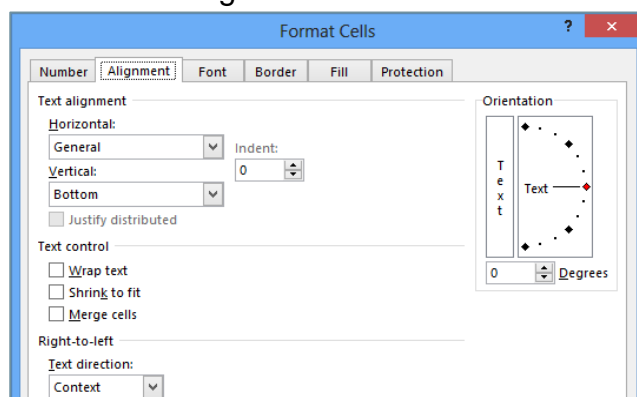 Format Cells ?
Number Alignment Font Border Fill Protection
Text alignment
Horizontal:
General
Indent:
0
Vertical:
Bottom
Justify distributed
Text control
Wrap text
Shrink to fit
Merge cells
Right-to-left
Text direction:
Context
Orientation
Text
Text
0 Degrees